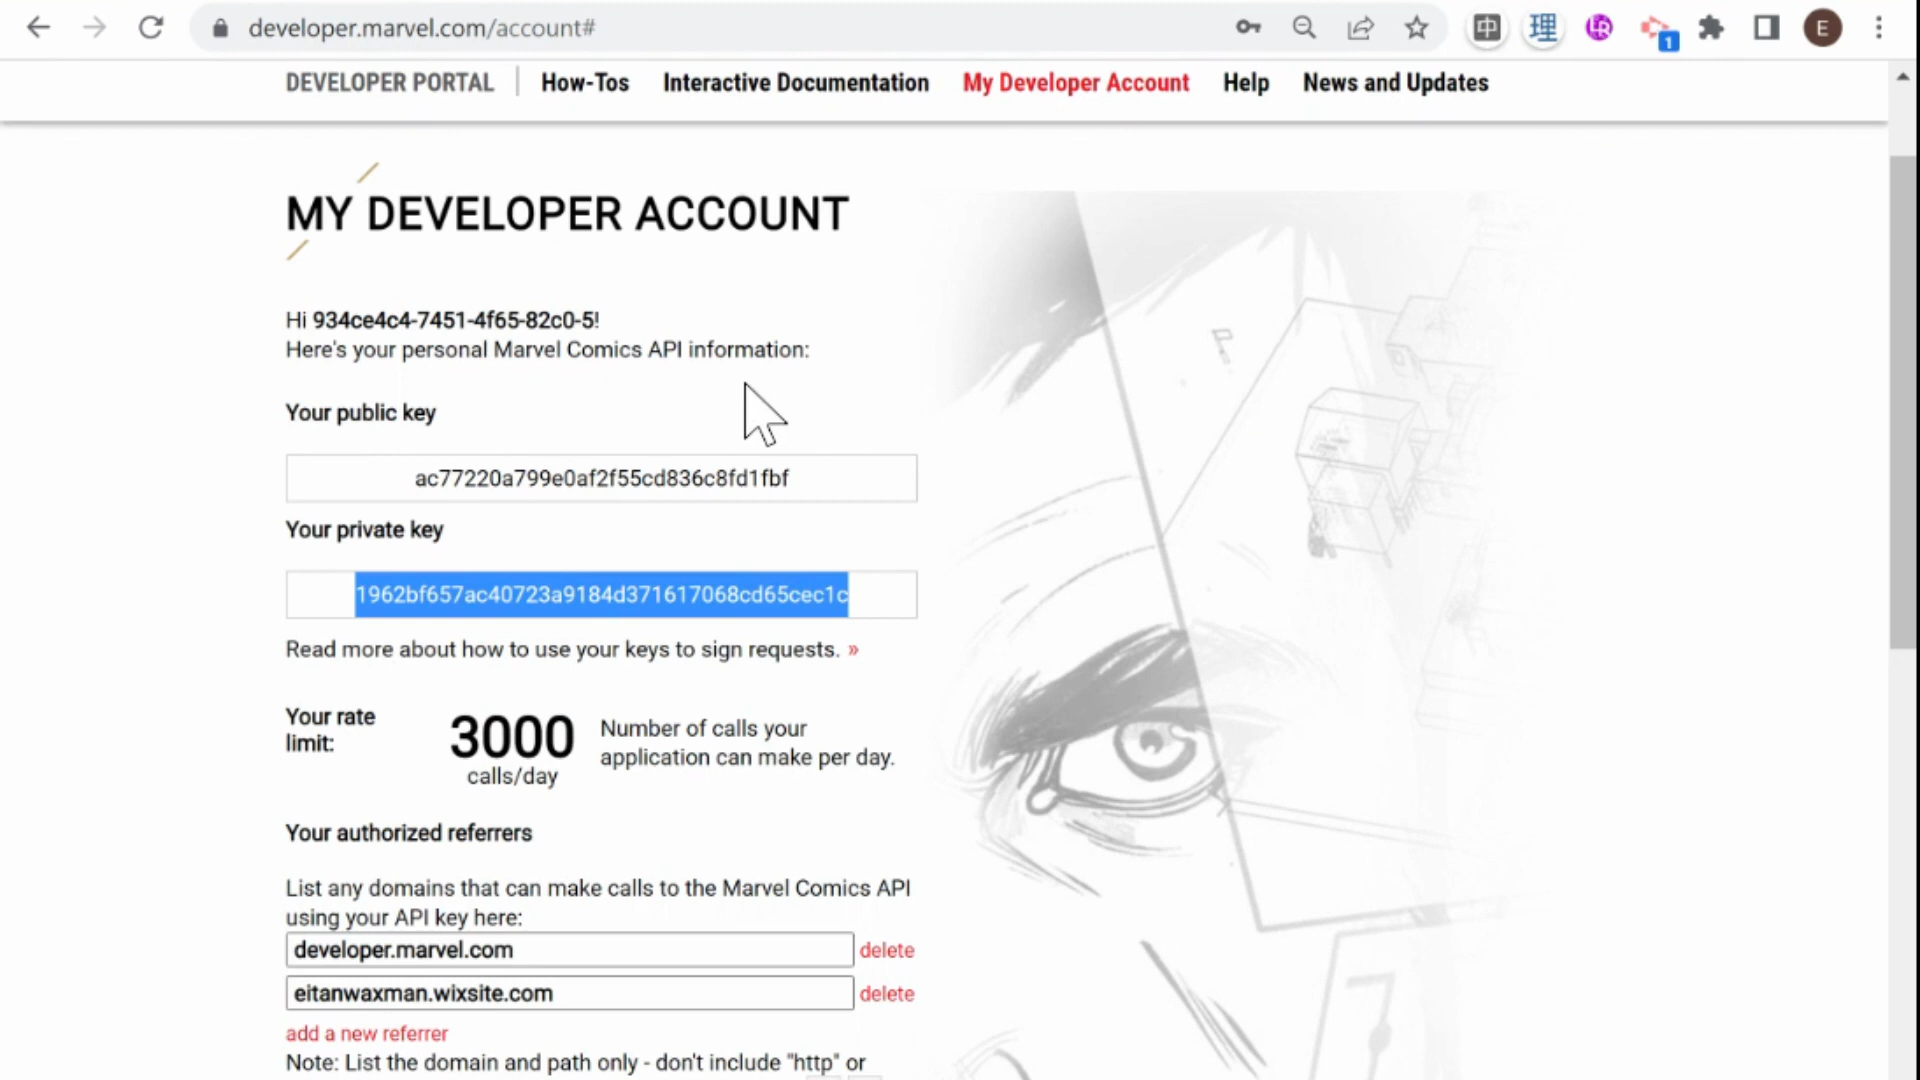 developer.marvel.com/account#
1
E
DEVELOPER PORTAL
How-Tos
Interactive Documentation
My Developer Account
Help
News and Updates
MY DEVELOPER ACCOUNT
Hi 934ce4c4-7451-4f65-82c0-5!
Here's your personal Marvel Comics API information:
Your public key
ac77220a799e0af2f55cd836c8fd1fbf
Your private key
1962bf657ac40723a9184d371617068cd65cec1c
Read more about how to use your keys to sign requests. »
Your rate
limit:
3000
calls/day
Number of calls your
application can make per day.
Your authorized referrers
List any domains that can make calls to the Marvel Comics API
using your API key here:
developer.marvel.com
delete
eitanwaxman.wixsite.com
delete
add a new referrer
Note: List the domain and path only - don't include "http" or